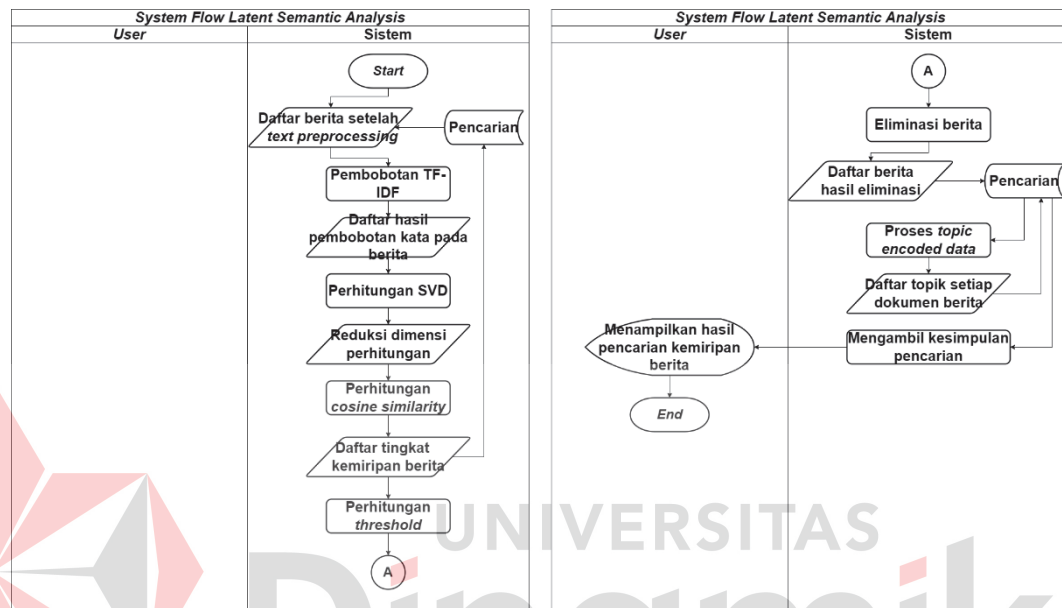 System Flow Latent Semantic Analysis
User
Sistem
Start
Daftar berita setelah
text preprocessing
Pencarian
Pembobotan TF-
IDF
Daftar hasil
pembobotan kata pada
berita
Perhitungan SVD
Reduksi dimensi
perhitungan
Perhitungan
cosine similarity
Daftar tingkat
kemiripan berita
Perhitungan
threshold
A
System Flow Latent Semantic Analysis
User
Sistem
A
Eliminasi berita
Daftar berita
hasil eliminasi
Pencarian
Proses topic
encoded data
Daftar topik setiap
dokumen berita
Mengambil kesimpulan
pencarian
Menampilkan hasil
pencarian kemiripan
berita
End
UNIVERSITAS
Dinamik